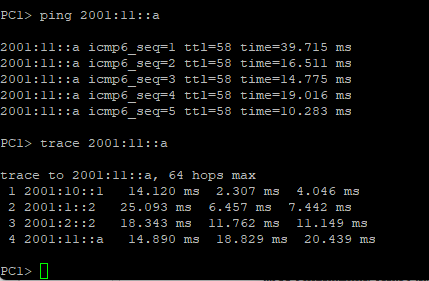 PC1> ping 2001:11::a
2001:11::a icmp6_seq=1 ttl=58 time=39.715 ms
2001:11::a icmp6_seq=2 ttl=58 time=16.511 ms
2001:11::a icmp6_seq=3 ttl=58 time=14.775 ms
2001:11::a icmp6_seq=4 ttl=58 time=19.016 ms
2001:11::a icmp6_seq=5 ttl=58 time=10.283 ms
PC1> trace 2001:11::a
trace to 2001:11::a, 64 hops max
1 2001:10::1   14.120 ms  2.307 ms  4.046 ms
2 2001:1::2   25.093 ms  6.457 ms  7.442 ms
3 2001:2::2   18.343 ms  11.762 ms  11.149 ms
4 2001:11::a   14.890 ms  18.829 ms  20.439 ms
PC1>